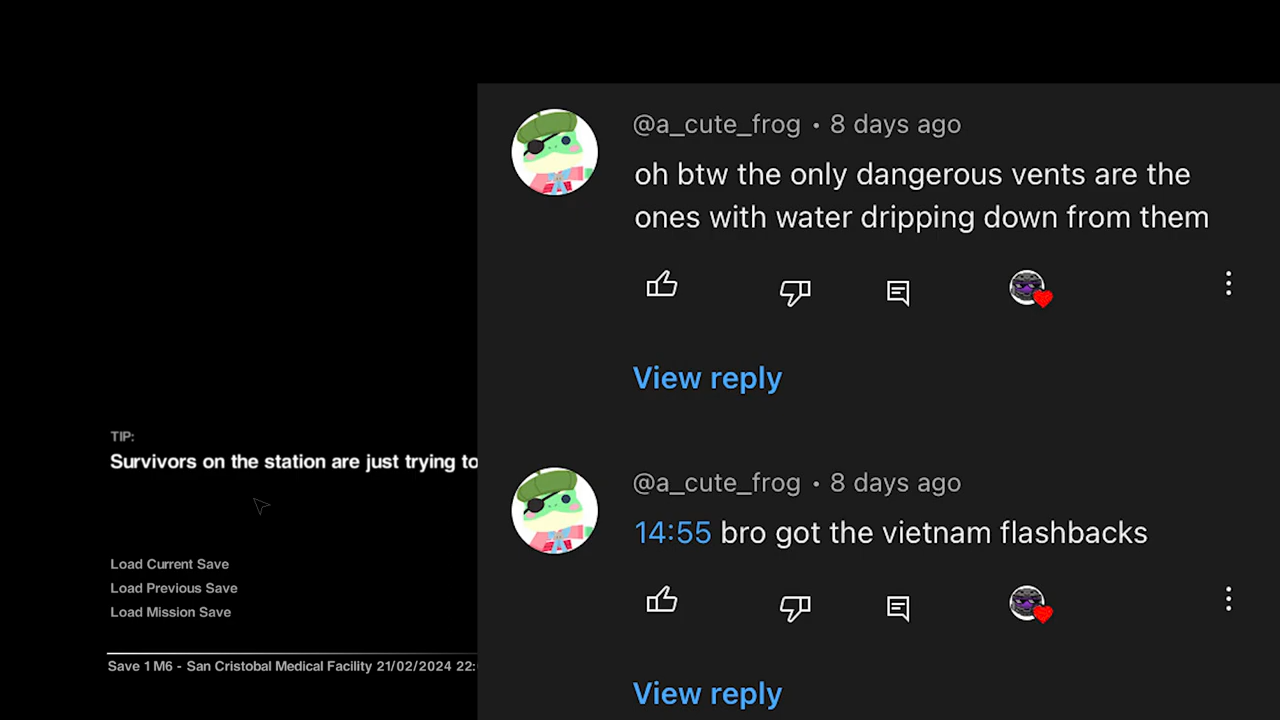 @a_cute_frog • 8 days ago
oh btw the only dangerous vents are the
ones with water dripping down from them
View reply
@a_cute_frog • 8 days ago
14:55 bro got the vietnam flashbacks
View reply
TIP:
Survivors on the station are just trying to
Load Current Save
Load Previous Save
Load Mission Save
Save 1 M6 - San Cristobal Medical Facility 21/02/2024 22: